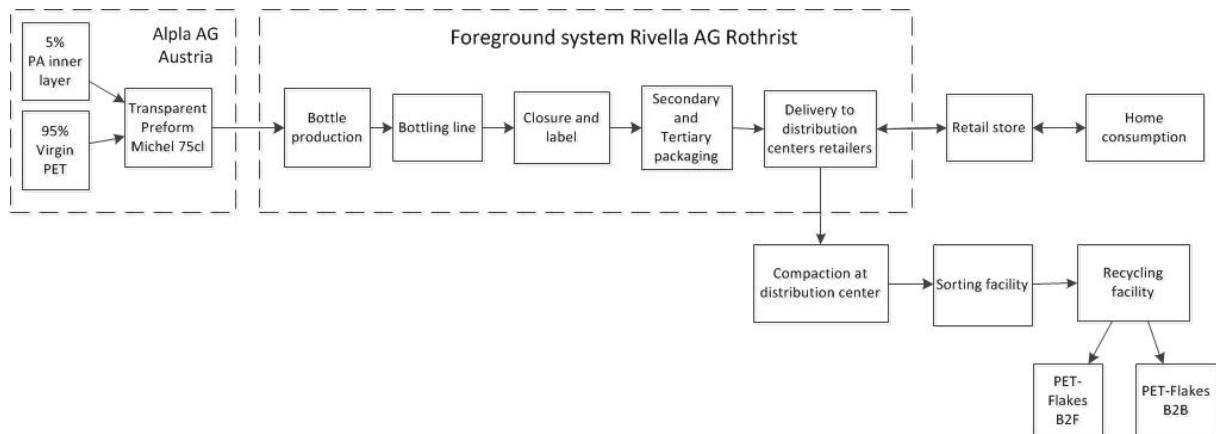 5%
PA inner
layer
95%
Virgin
PET
Alpla AG
Austria
Transparent
Preform
Michel 75cl
Foreground system Rivella AG Rothrist
Bottle
production
Bottling line
Closure and
label
Secondary
and
Tertiary
packaging
Delivery to
distribution
centers retailers
Retail store
Home
consumption
Compaction at
distribution center
Sorting facility
Recycling
facility
PET-
Flakes
B2F
PET-Flakes
B2B